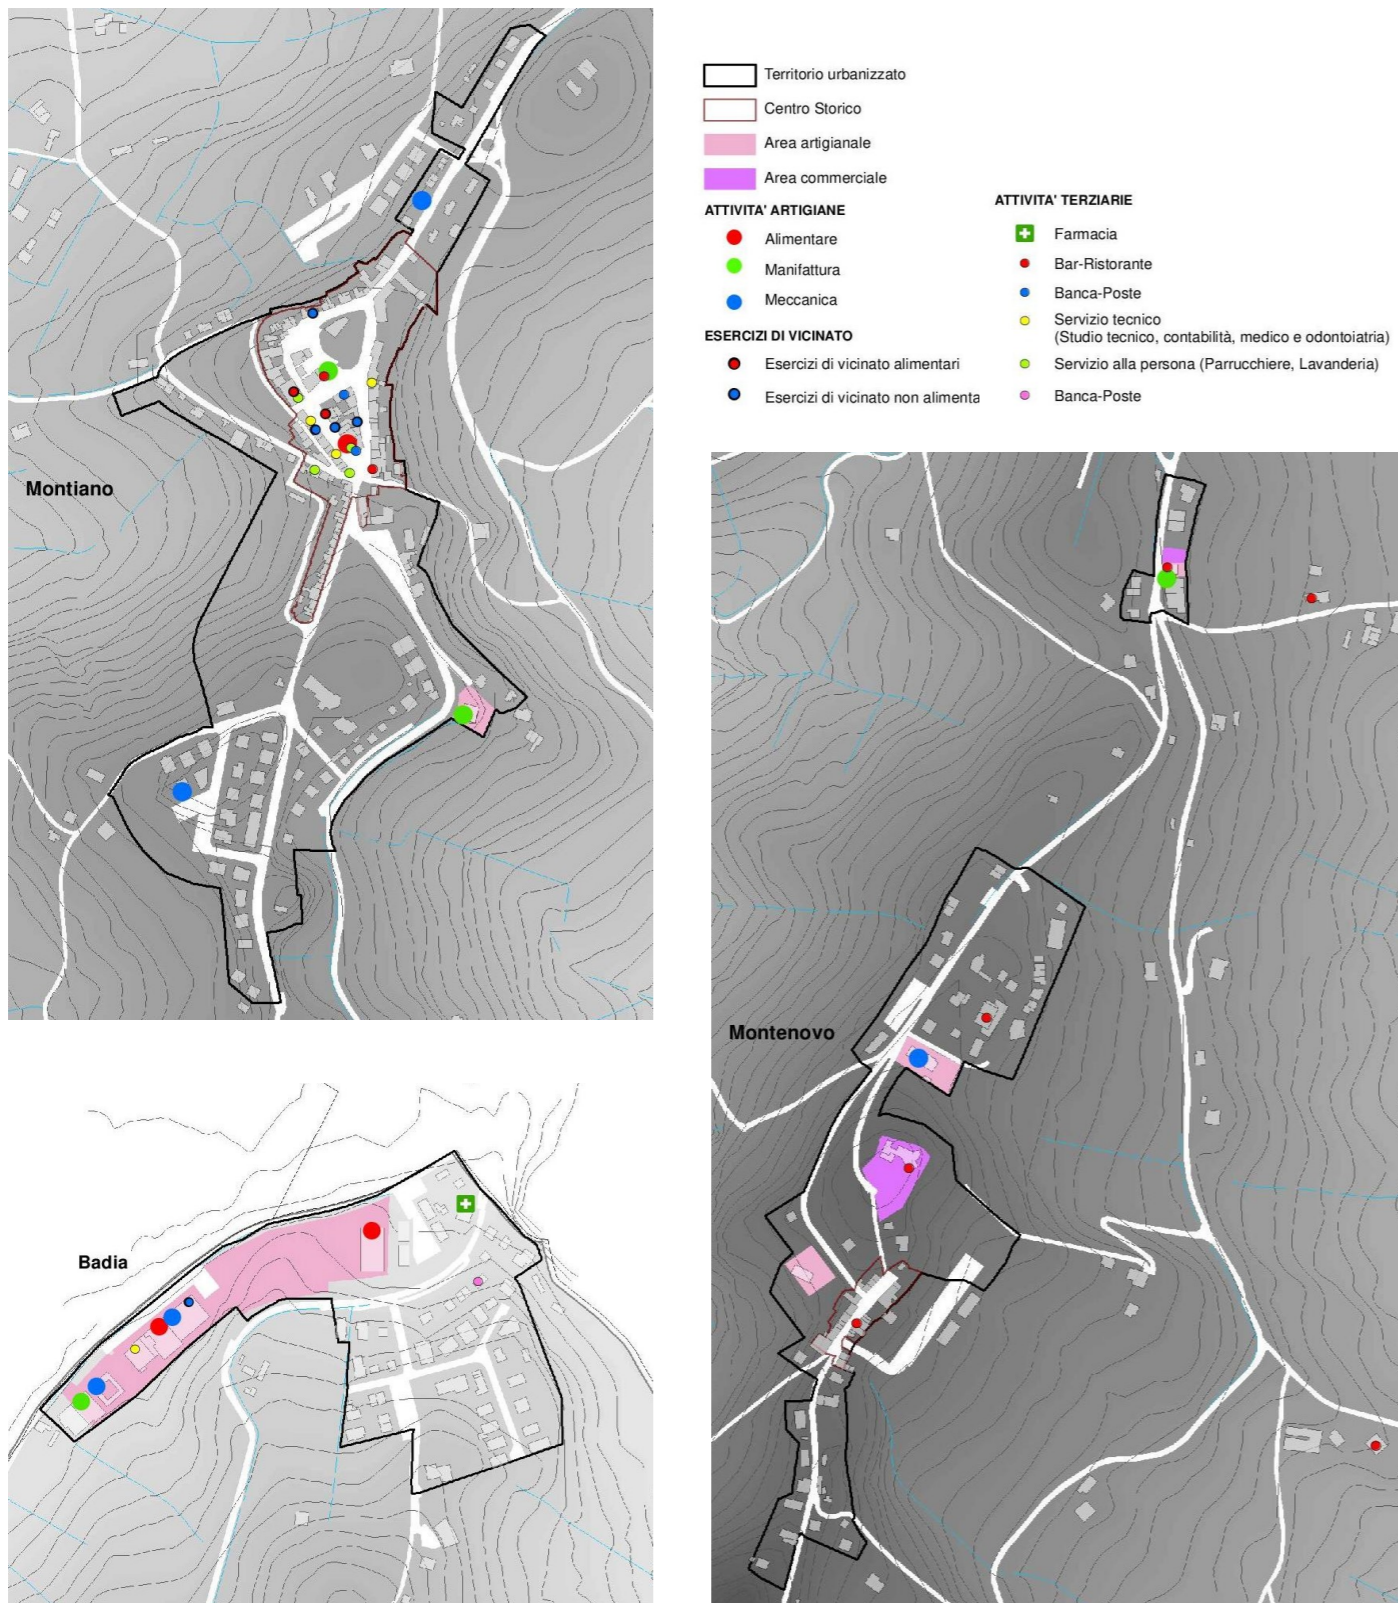 Territorio urbanizzato
Centro Storico
Area artigianale
Area commerciale
ATTIVITA' ARTIGIANE
Alimentare
Manifattura
Meccanica
ESERCIZI DI VICINATO
Esercizi di vicinato alimentari
Esercizi di vicinato non alimenta
ATTIVITA' TERZIARIE
Farmacia
Bar-Ristorante
Banca-Poste
Servizio tecnico
(Studio tecnico, contabilità, medico e odontoiatria)
Servizio alla persona (Parrucchiere, Lavanderia)
Banca-Poste
Montiano
Montenovo
Badia